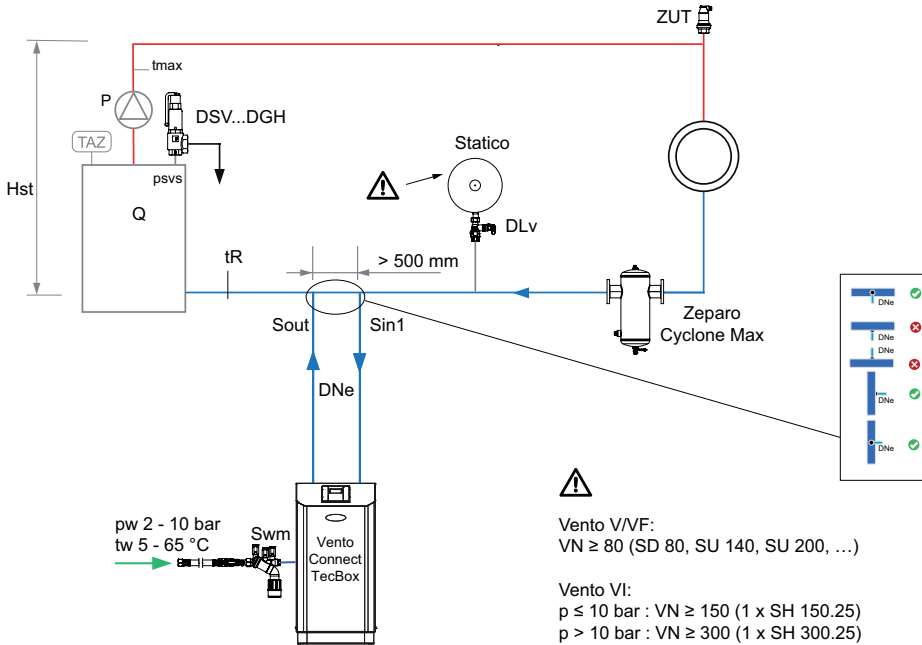 ZUT
tmax
P
DSV...DGH
TAZ
psvs
Hst
Q
Statico
DLv
tR
> 500 mm
Sout
Sin1
Zeparo
Cyclone Max
DNe
DNe
DNe
DNe
DNe
DNe
pw 2 - 10 bar
tw 5 - 65 °C
Swm
Vento
Connect
TecBox
Vento V/VF:
VN ≥ 80 (SD 80, SU 140, SU 200, …)
Vento VI:
p ≤ 10 bar : VN ≥ 150 (1 x SH 150.25)
p > 10 bar : VN ≥ 300 (1 x SH 300.25)